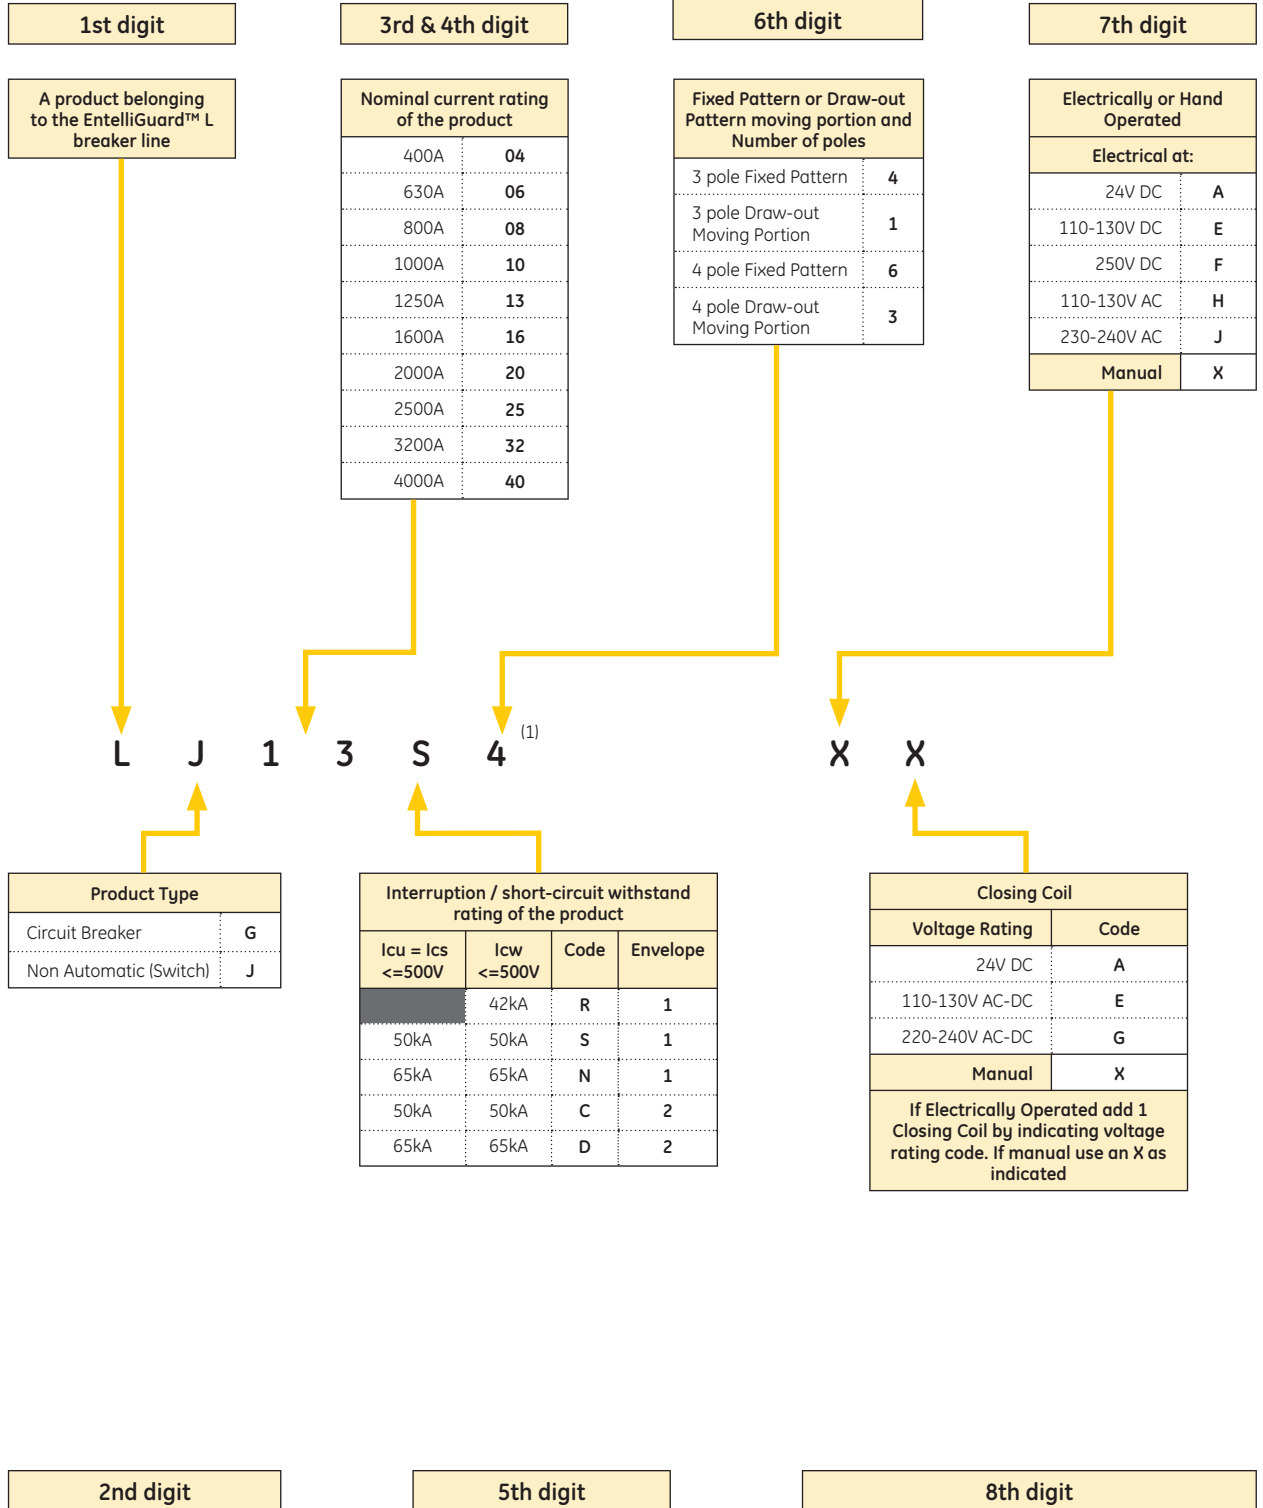 1st digit
3rd & 4th digit
6th digit
7th digit
A product belonging
to the EntelliGuard™ L
breaker line
Nominal current rating
of the product
400A 04
630A 06
800A 08
1000A 10
1250A 13
1600A 16
2000A 20
2500A 25
3200A 32
4000A 40
Fixed Pattern or Draw-out
Pattern moving portion and
Number of poles
3 pole Fixed Pattern 4
3 pole Draw-out
Moving Portion 1
4 pole Fixed Pattern 6
4 pole Draw-out
Moving Portion 3
Electrically or Hand
Operated
Electrical at:
24V DC A
110-130V DC E
250V DC F
110-130V AC H
230-240V AC J
Manual X
L J 1 3 S 4 (1) X X
Product Type
Circuit Breaker G
Non Automatic (Switch) J
Interruption / short-circuit withstand
rating of the product
Icu = Ics Icw Code Envelope
<=500V <=500V
42kA R 1
50kA 50kA S 1
65kA 65kA N 1
50kA 50kA C 2
65kA 65kA D 2
Closing Coil
Voltage Rating Code
24V DC A
110-130V AC-DC E
220-240V AC-DC G
Manual X
If Electrically Operated add 1
Closing Coil by indicating voltage
rating code. If manual use an X as
indicated
2nd digit
5th digit
8th digit